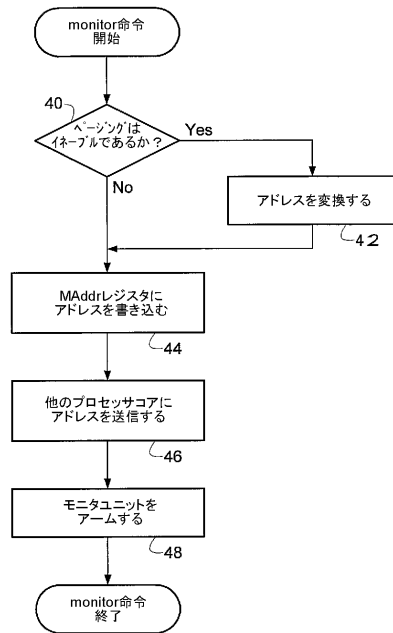 monitor命令
開始
40
ページングは
イネーブルであるか?
Yes
No
アドレスを変換する
42
MAddrレジスタに
アドレスを書き込む
44
他のプロセッサコアに
アドレスを送信する
46
モニタユニットを
アームする
48
monitor命令
終了